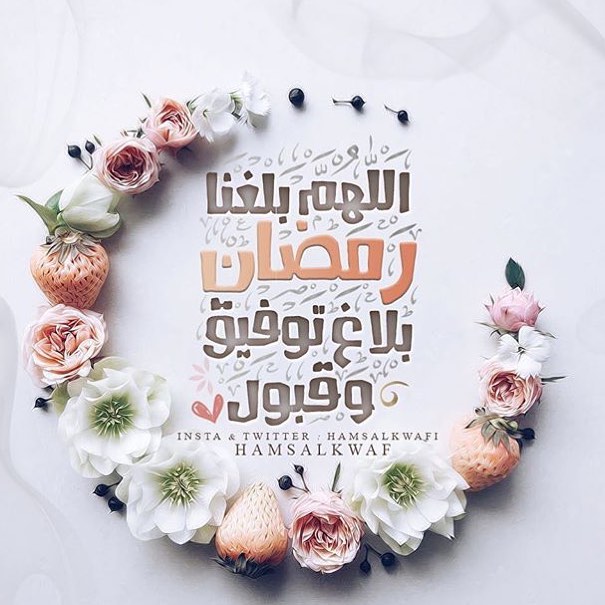 اللهم بلغنا
رمضان
بلاغ توفيق
وقبول
INSTA & TWITTER : HAMSALKWAFI
HAMSALKWAF